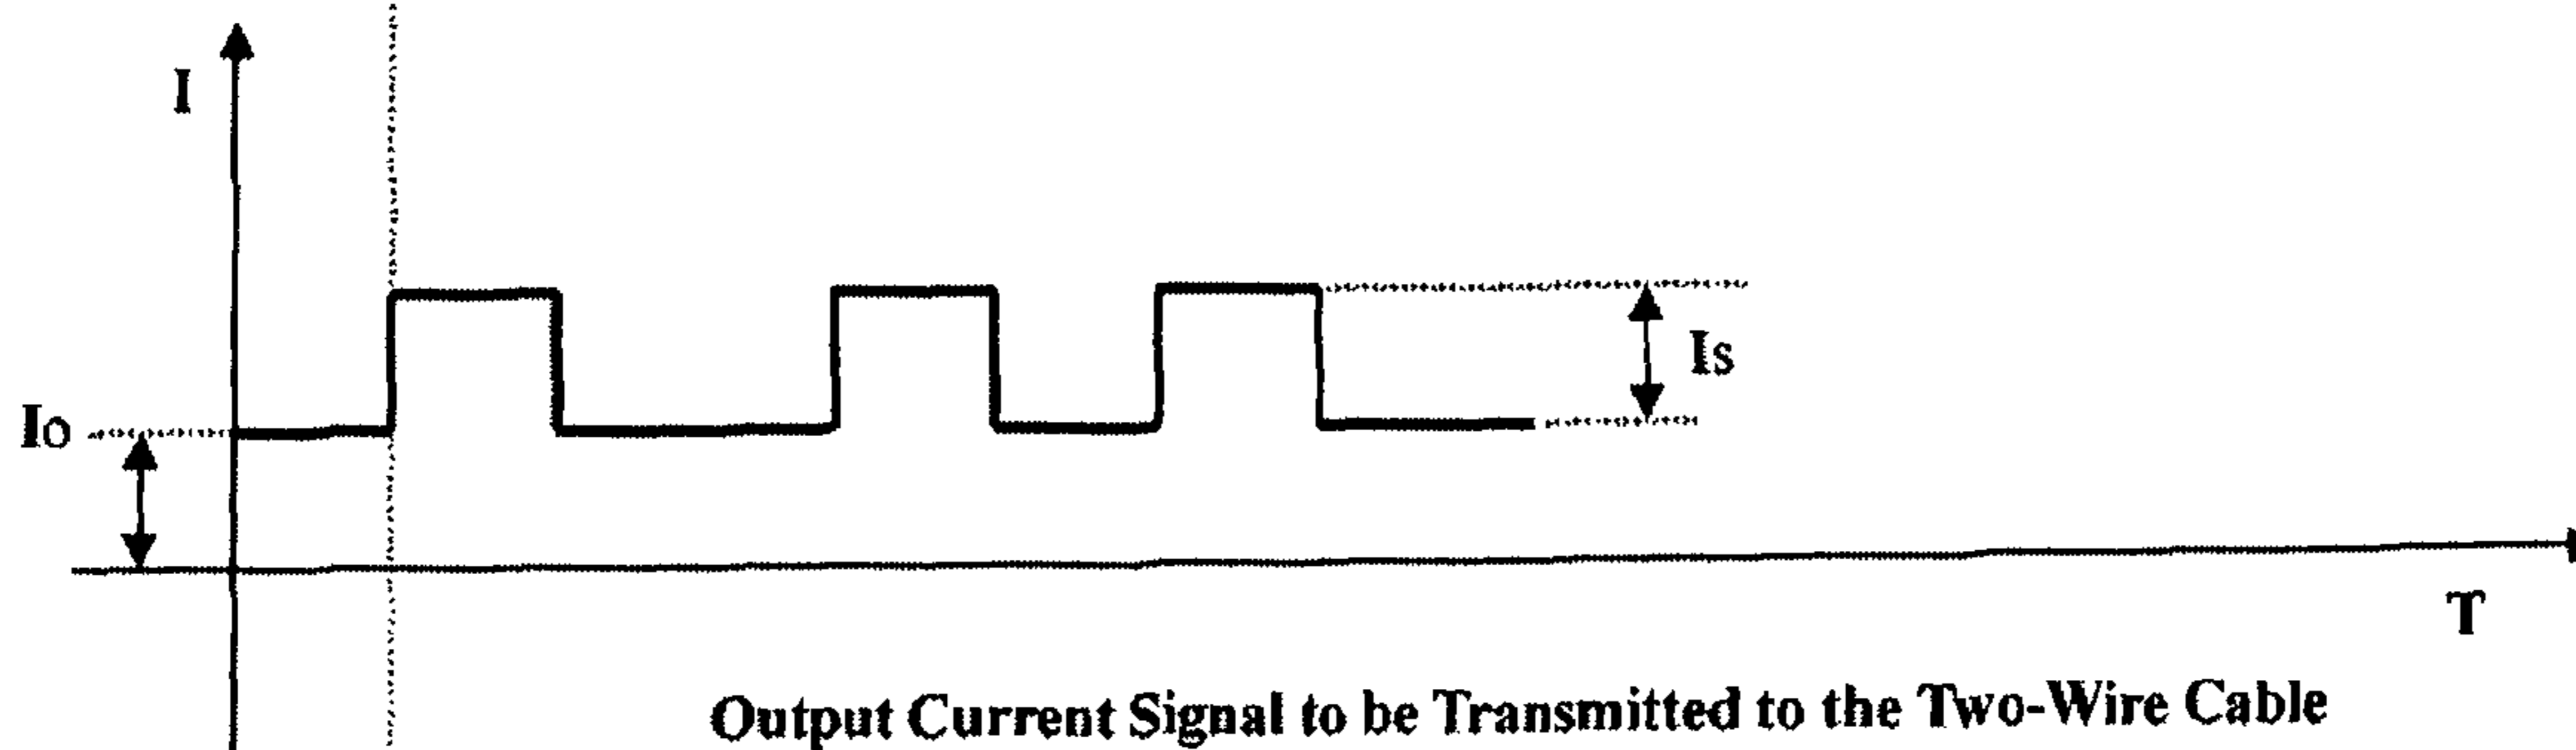 I
Is
Io
T
Output Current Signal to be Transmitted to the Two-Wire Cable